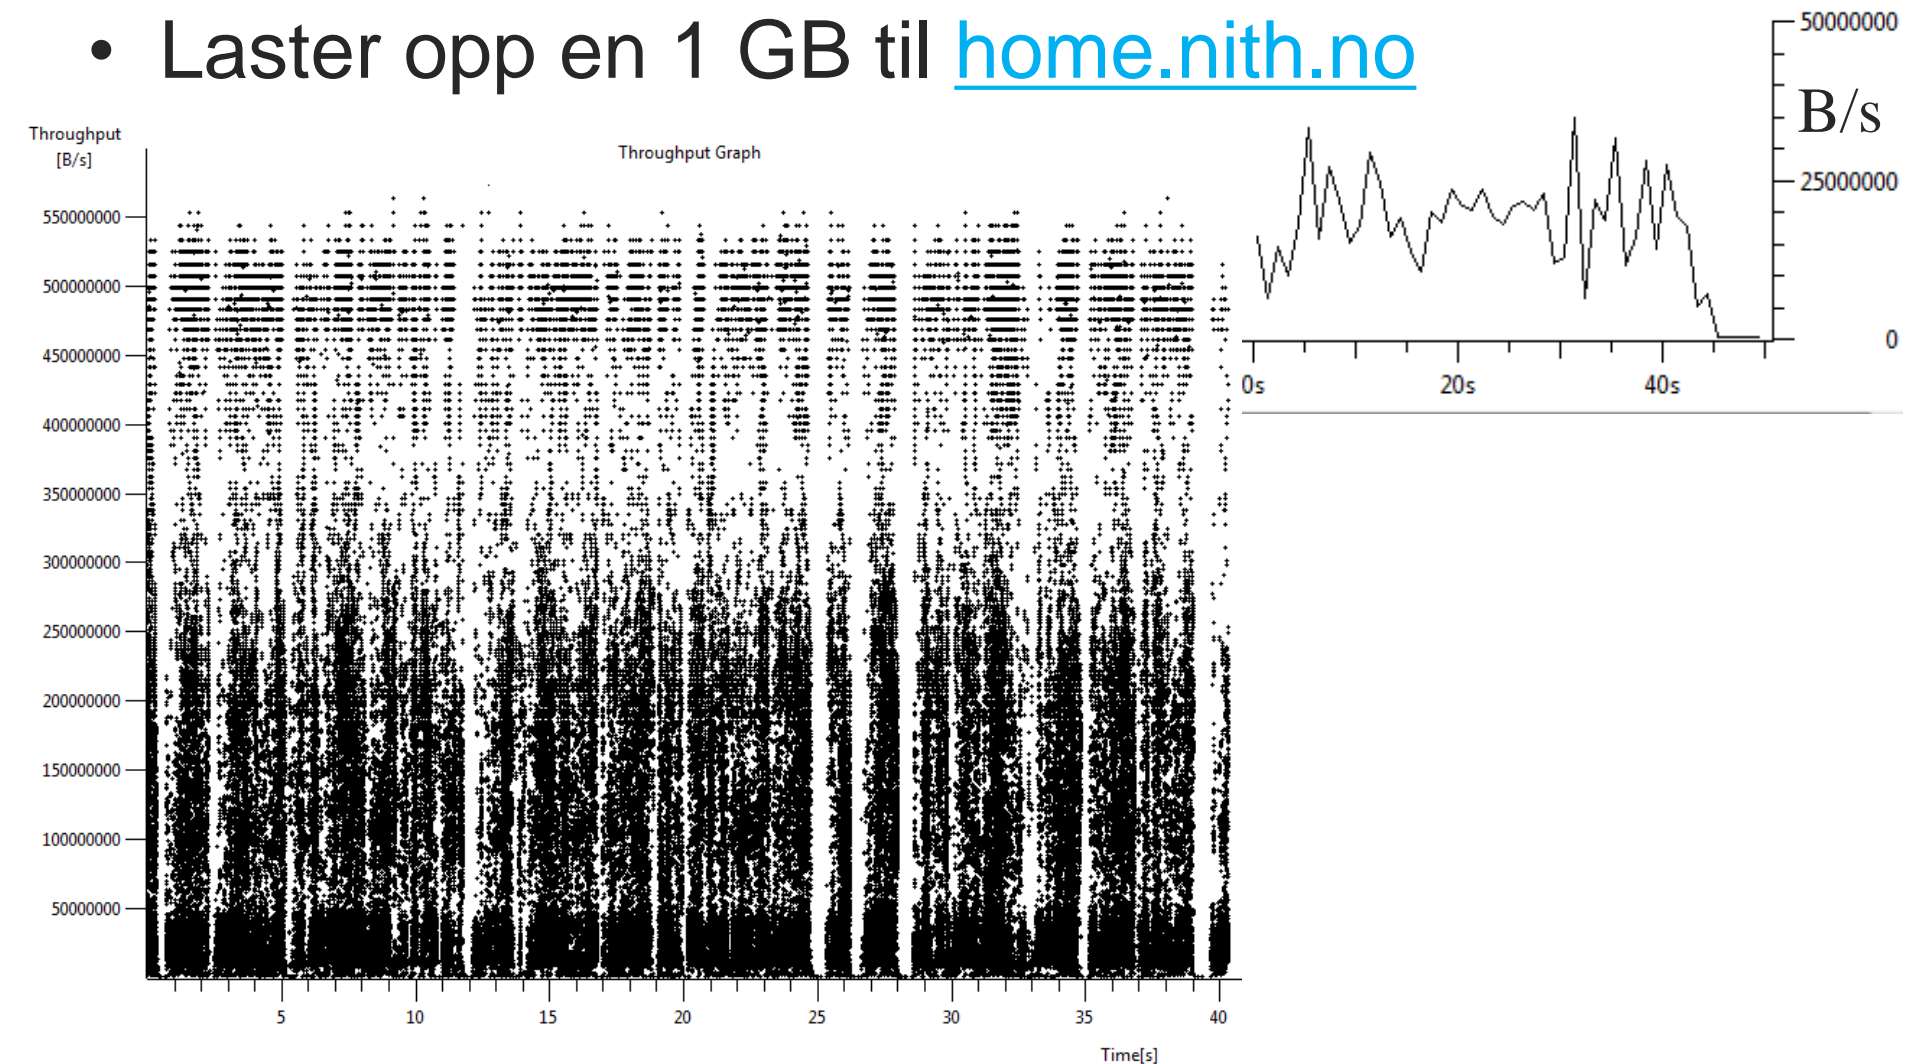 • Laster opp en 1 GB til home.nith.no
Throughput
[B/s]
Throughput Graph
550000000
500000000
450000000
400000000
350000000
300000000
250000000
200000000
150000000
100000000
50000000
5 10 15 20 25 30 35 40
Time[s]
50000000
B/s
25000000
0
0s 20s 40s